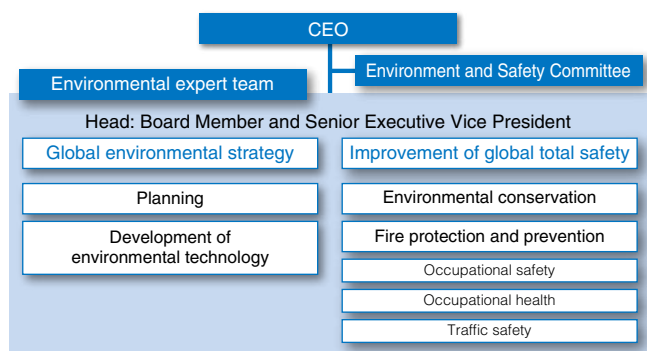 CEO
Environment and Safety Committee
Environmental expert team
Head: Board Member and Senior Executive Vice President
Global environmental strategy
Planning
Development of
environmental technology
Improvement of global total safety
Environmental conservation
Fire protection and prevention
Occupational safety
Occupational health
Traffic safety